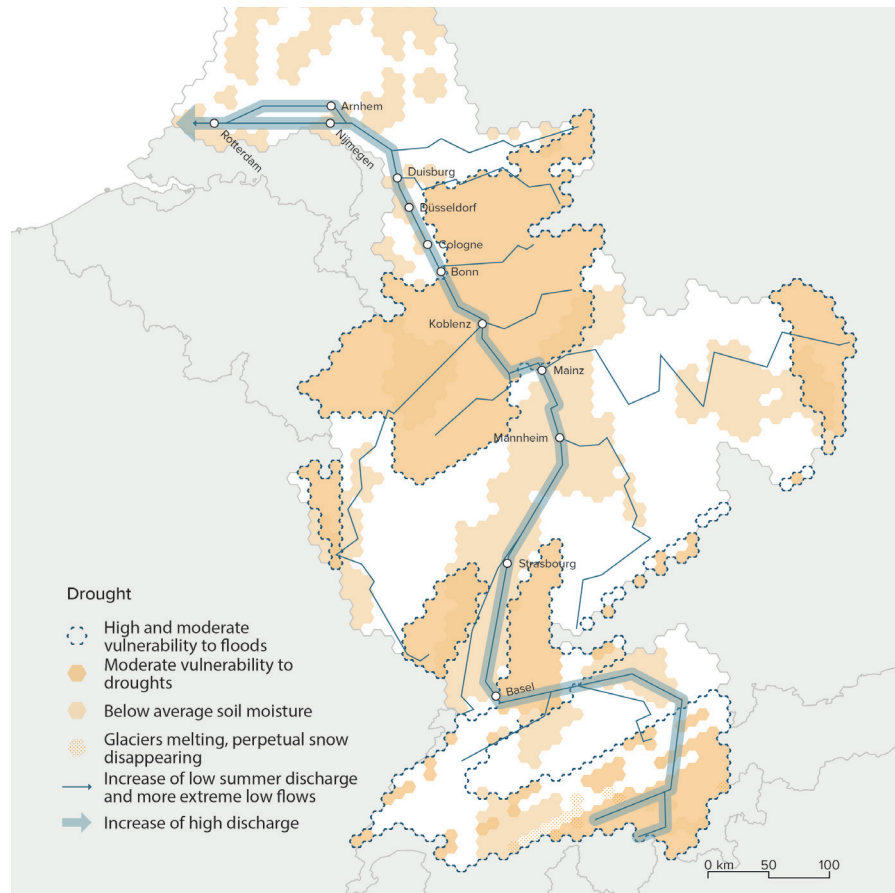 Arnhem
Rotterdam
Nijmegen
Duisburg
Düsseldorf
Cologne
Bonn
Koblenz
Mainz
Mannheim
Strasbourg
Basel
Drought
High and moderate
vulnerability to floods
Moderate vulnerability to
droughts
Below average soil moisture
Glaciers melting, perpetual snow
disappearing
Increase of low summer discharge
and more extreme low flows
Increase of high discharge
0 km 50 100